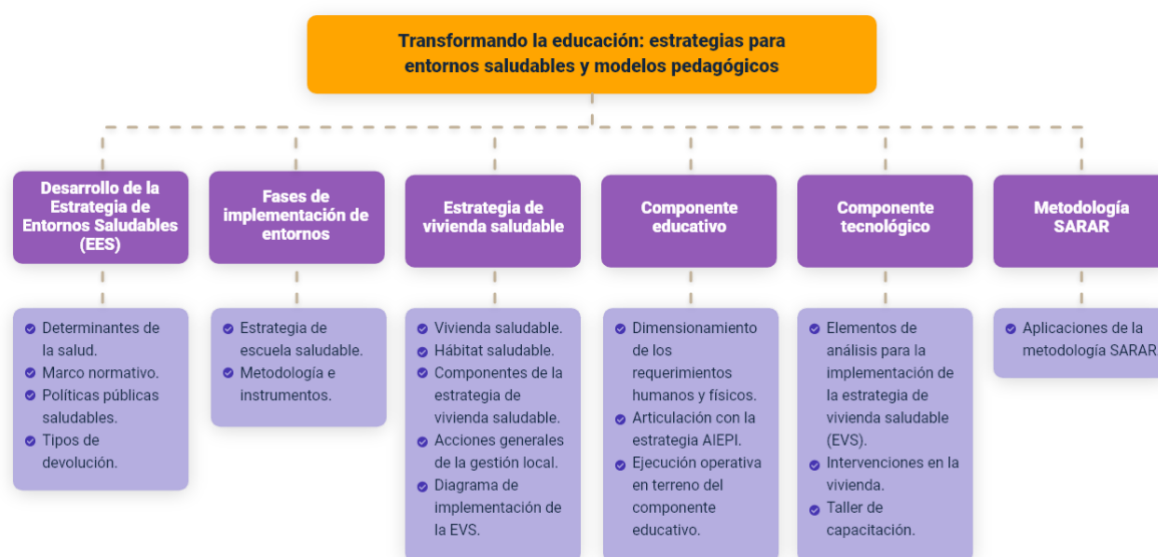 Transformando la educación: estrategias para
entornos saludables y modelos pedagógicos
Desarrollo de la
Estrategia de
Entornos Saludables
(EES)
Fases de
implementación de
entornos
Estrategia de
vivienda saludable
Componente
educativo
Componente
tecnológico
Metodología
SARAR
Determinantes de
la salud.
Marco normativo.
Políticas públicas
saludables.
Tipos de
devolución.
Estrategia de
escuela saludable.
Metodología e
instrumentos.
Vivienda saludable.
Hábitat saludable.
Componentes de la
estrategia de
vivienda saludable.
Acciones generales
de la gestión local.
Diagrama de
implementación de
la EVS.
Dimensionamiento
de los
requerimientos
humanos y físicos.
Articulación con la
estrategia AIEPI.
Ejecución operativa
en terreno del
componente
educativo.
Elementos de
análisis para la
implementación de
la estrategia de
vivienda saludable
(EVS).
Intervenciones en la
vivienda.
Taller de
capacitación.
Aplicaciones de la
metodología SARAR